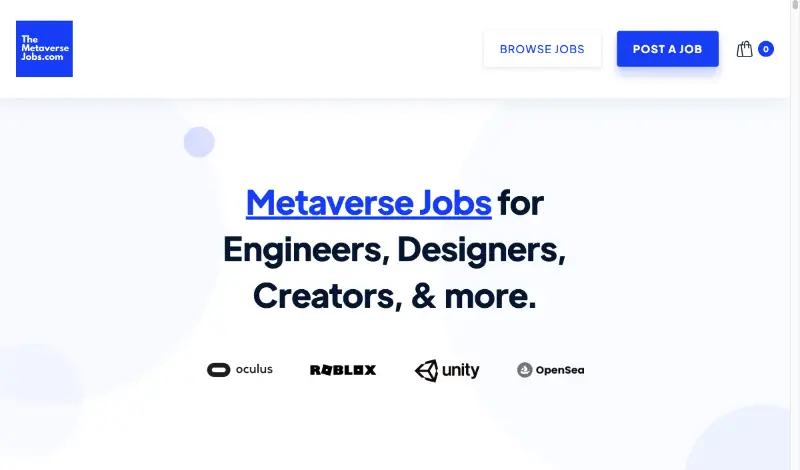 The
Metaverse
Jobs.com
BROWSE JOBS
POST A JOB
0
Metaverse Jobs for
Engineers, Designers,
Creators, & more.
oculus
ROBLOX
unity
OpenSea